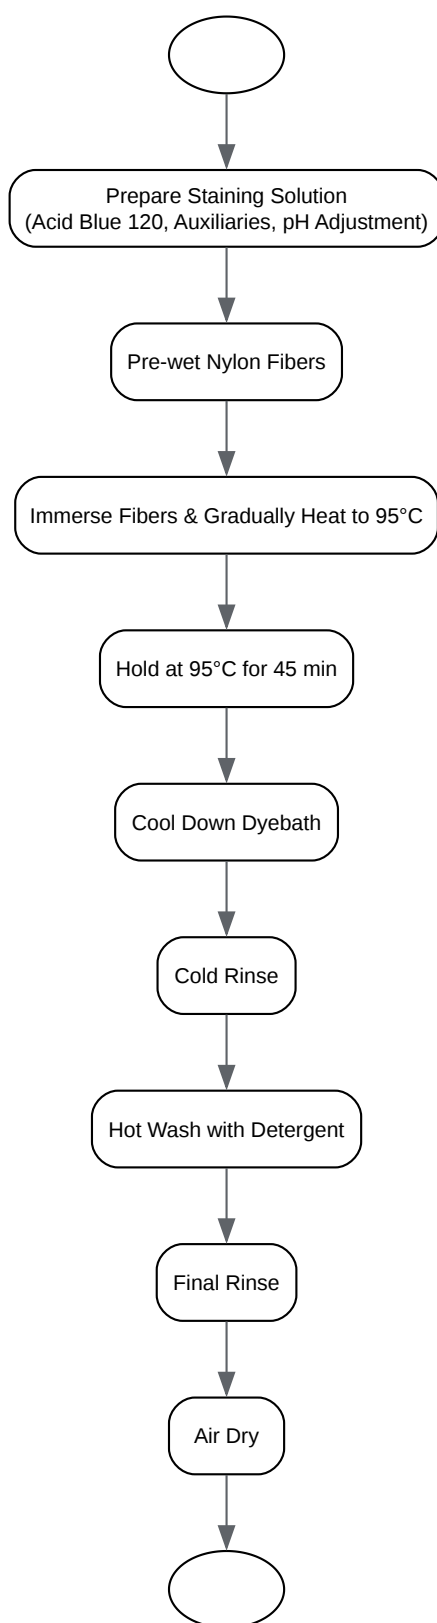 Prepare Staining Solution
(Acid Blue 120, Auxiliaries, pH Adjustment)
Pre-wet Nylon Fibers
Immerse Fibers & Gradually Heat to 95°C
Hold at 95°C for 45 min
Cool Down Dyebath
Cold Rinse
Hot Wash with Detergent
Final Rinse
Air Dry